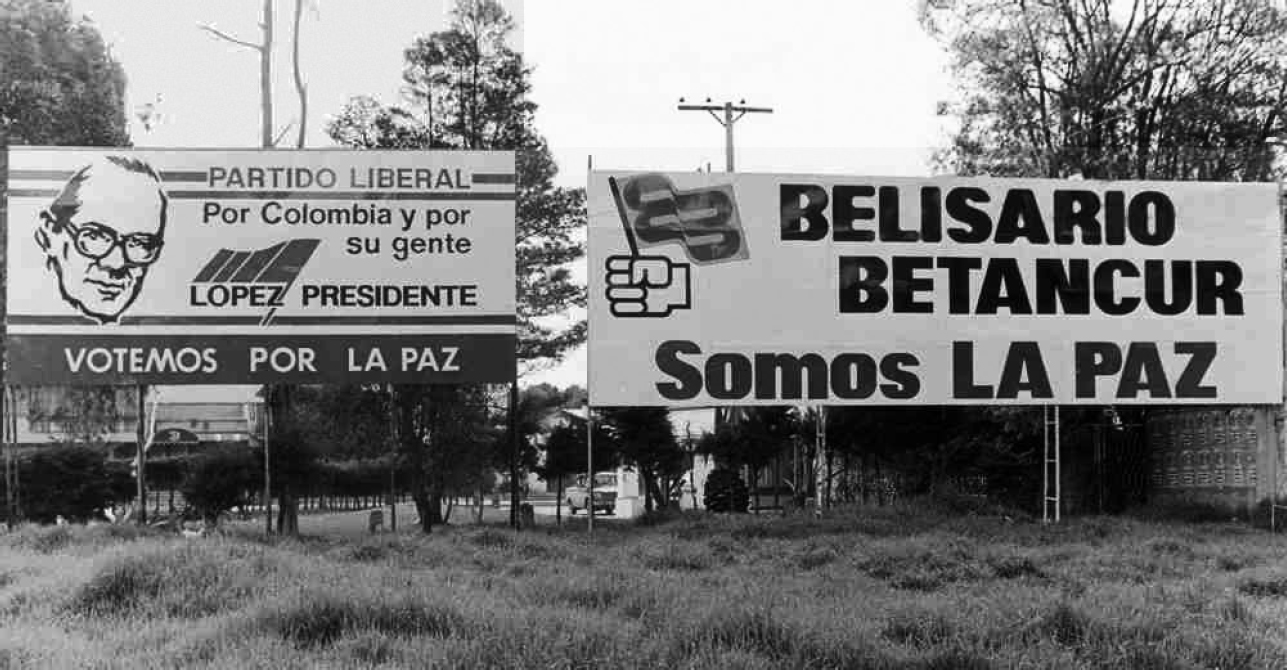 PARTIDO LIBERAL
Por Colombia y por
su gente
LOPEZ PRESIDENTE
VOTEMOS POR LA PAZ
BELISARIO
BETANCUR
Somos LA PAZ